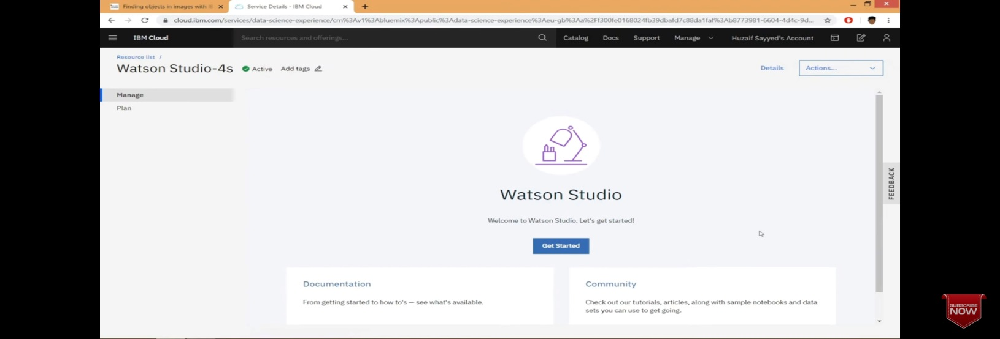 Finding objects in images with
Service Details - IBM Cloud
cloud.ibm.com/services/data-science-experience/crn%3Av1%3Abluemix%3Apublic%3Adata-science-experience%3Aeu-gb%3Aa%2Ff300fe0168024fb39dbafd7c88da1faf%3Ab8773981-6604-4d4c-9d...
IBM Cloud
Search resources and offerings...
Catalog
Docs
Support
Manage
Huzaif Sayyed's Account
Resource list /
Watson Studio-4s
Active
Add tags
Details
Actions...
Manage
Plan
Watson Studio
Welcome to Watson Studio. Let's get started!
Get Started
FEEDBACK
Documentation
From getting started to how to's — see what's available.
Community
Check out our tutorials, articles, along with sample notebooks and data
sets you can use to get going.
SUBSCRIBE
NOW